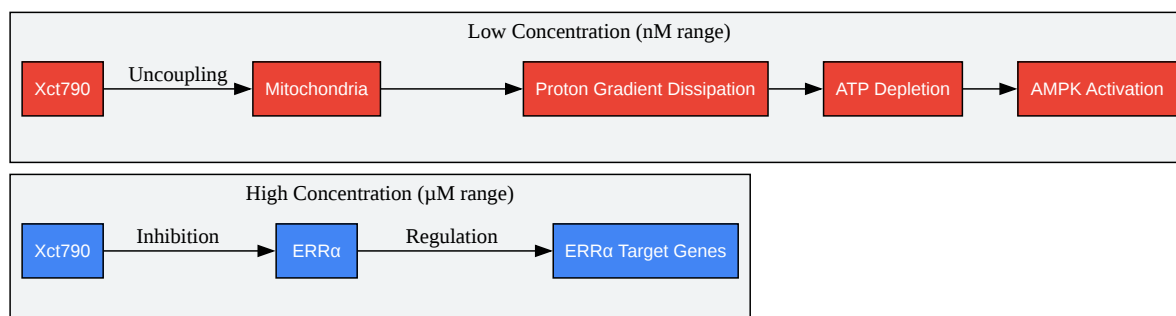 Low Concentration (nM range)
Xct790
Uncoupling
Mitochondria
Proton Gradient Dissipation
ATP Depletion
AMPK Activation
High Concentration (µM range)
Xct790
Inhibition
ERRα
Regulation
ERRα Target Genes